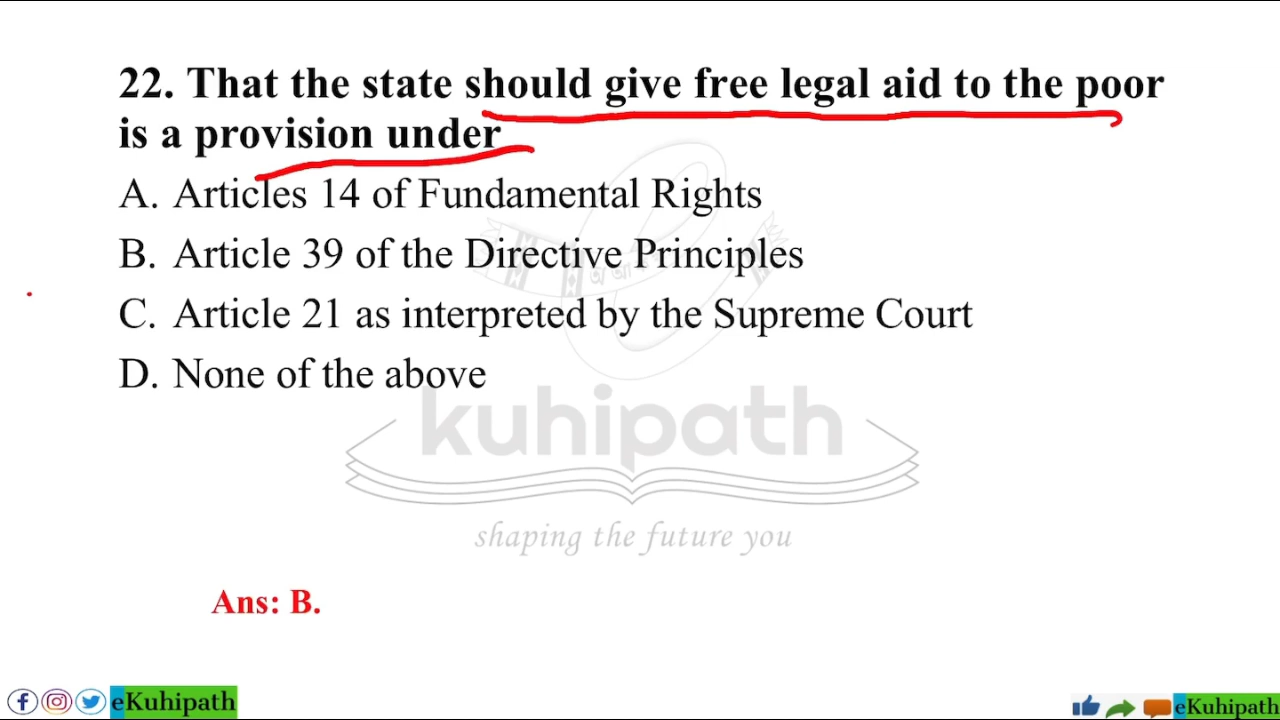 22. That the state should give free legal aid to the poor
is a provision under
A. Articles 14 of Fundamental Rights
B. Article 39 of the Directive Principles
C. Article 21 as interpreted by the Supreme Court
D. None of the above
kuhipath
shaping the future you
Ans: B.
eKuhipath
eKuhipath